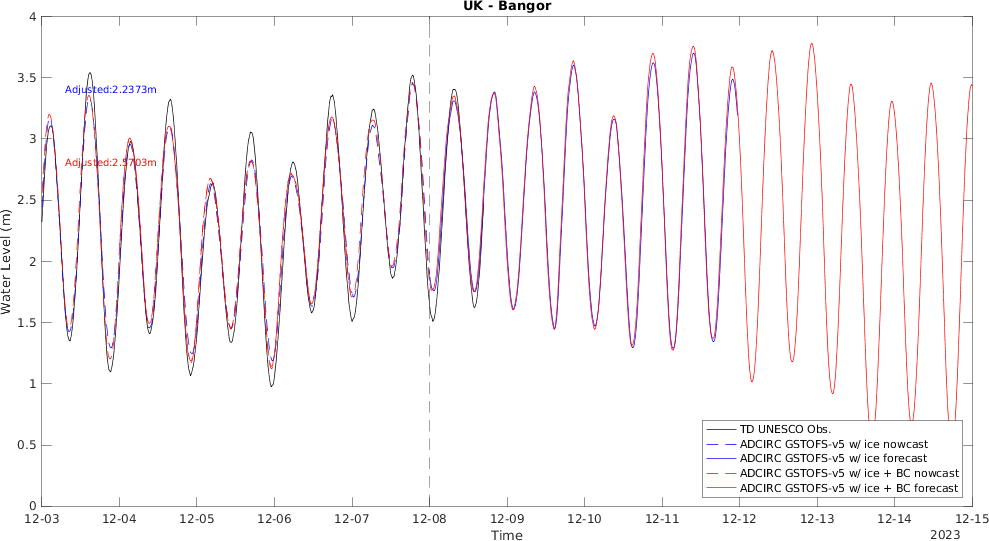 UK - Bangor
4
3.5
3
2.5
2
1.5
1
0.5
0
Water Level (m)
Adjusted:2.2373m
Adjusted:2.3703m
TD UNESCO Obs.
ADCIRC GSTOFS-v5 w/ ice nowcast
ADCIRC GSTOFS-v5 w/ ice forecast
ADCIRC GSTOFS-v5 w/ ice + BC nowcast
ADCIRC GSTOFS-v5 w/ ice + BC forecast
12-03 12-04 12-05 12-06 12-07 12-08 12-09 12-10 12-11 12-12 12-13 12-14 12-15
Time
2023